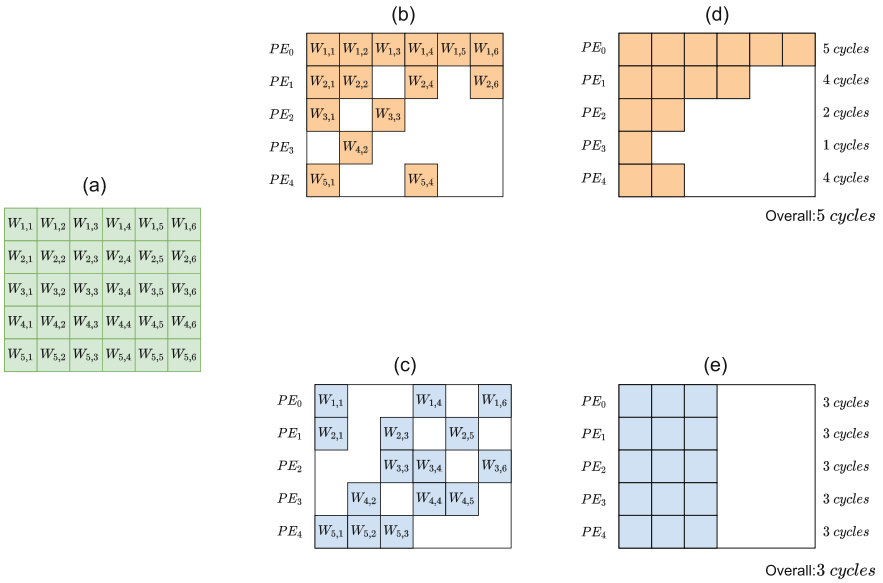 (a)
W1,1 W1,2 W1,3 W1,4 W1,5 W1,6
W2,1 W2,2 W2,3 W2,4 W2,5 W2,6
W3,1 W3,2 W3,3 W3,4 W3,5 W3,6
W4,1 W4,2 W4,3 W4,4 W4,5 W4,6
W5,1 W5,2 W5,3 W5,4 W5,5 W5,6
(b)
PE0 W1,1 W1,2 W1,3 W1,4 W1,5 W1,6
PE1 W2,1 W2,2 W2,4 W2,6
PE2 W3,1 W3,3
PE3 W4,2
PE4 W5,1 W5,4
(d)
PE0 5 cycles
PE1 4 cycles
PE2 2 cycles
PE3 1 cycles
PE4 4 cycles
Overall:5 cycles
(c)
PE0 W1,1 W1,4 W1,6
PE1 W2,1 W2,3 W2,5
PE2 W3,3 W3,4 W3,6
PE3 W4,2 W4,4 W4,5
PE4 W5,1 W5,2 W5,3
(e)
PE0 3 cycles
PE1 3 cycles
PE2 3 cycles
PE3 3 cycles
PE4 3 cycles
Overall:3 cycles